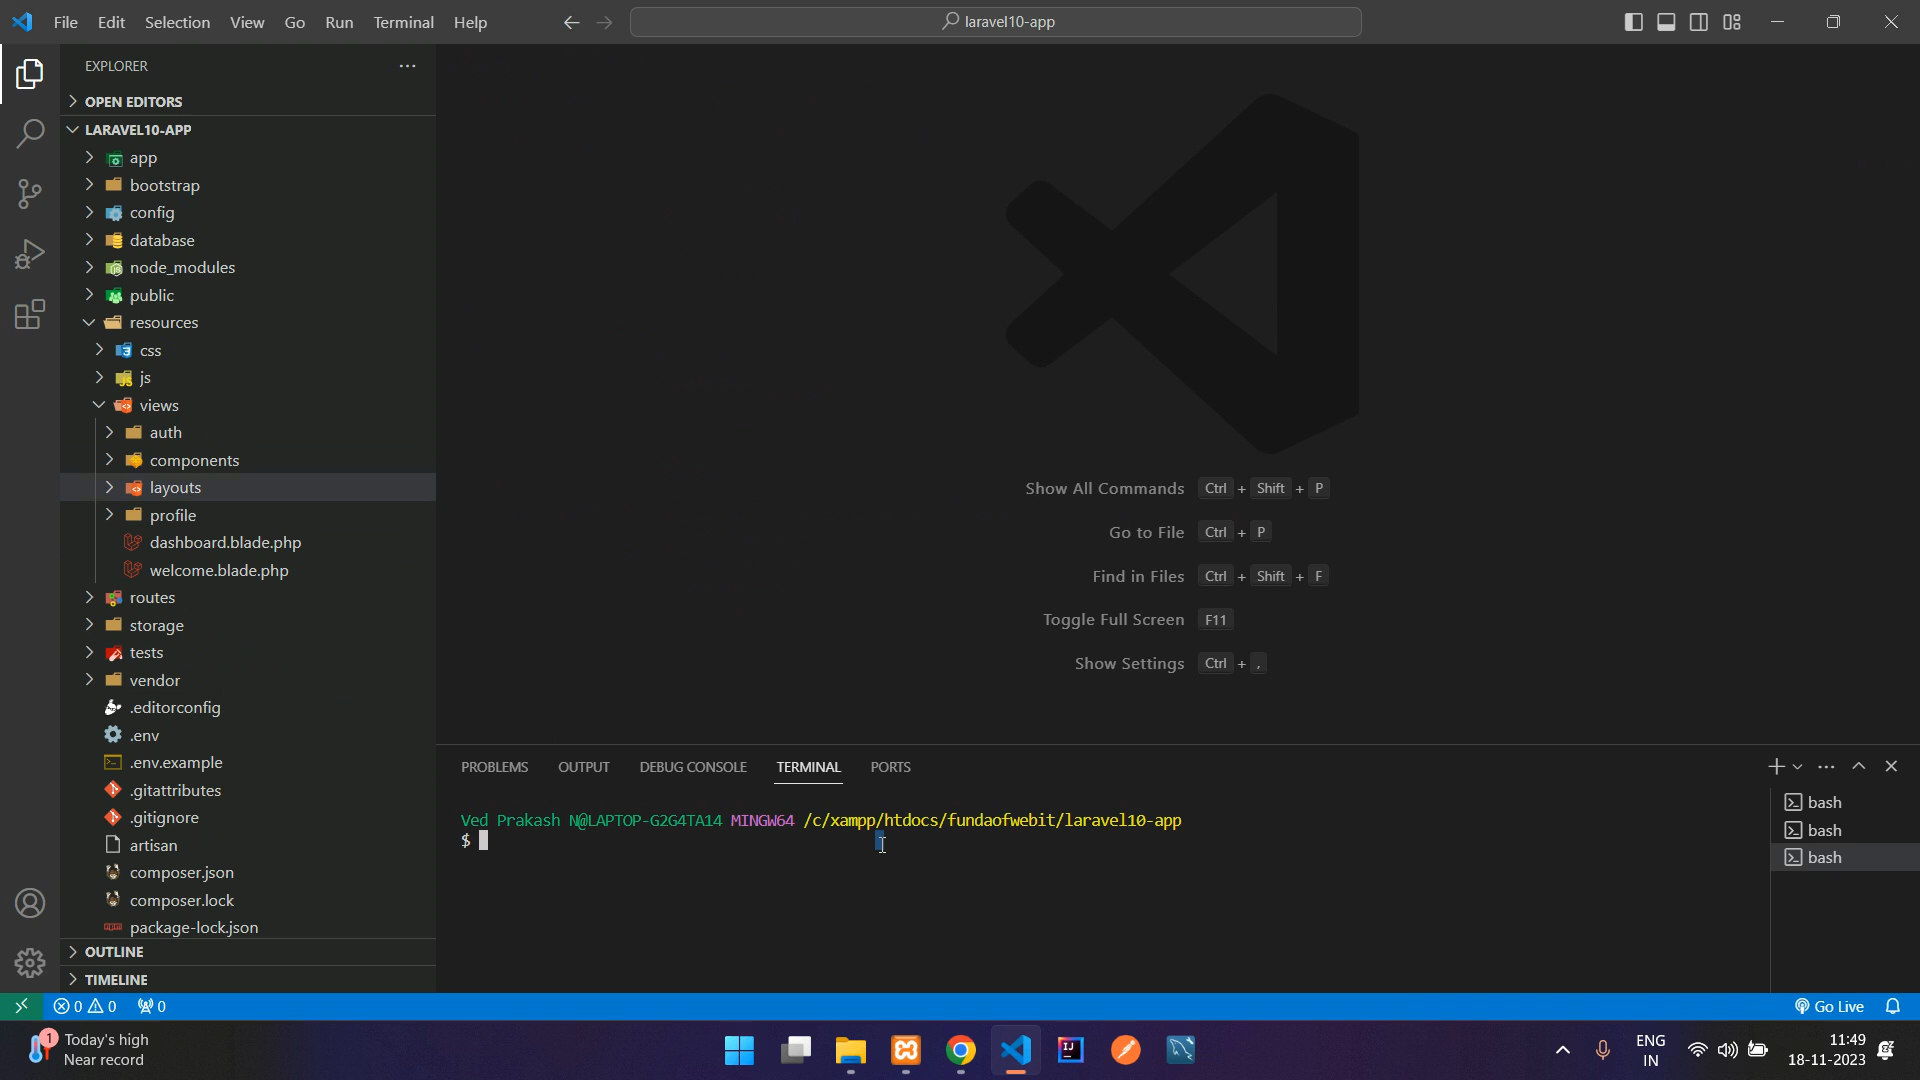 File Edit Selection View Go Run Terminal Help
laravel10-app
EXPLORER
OPEN EDITORS
LARAVEL10-APP
app
bootstrap
config
database
node_modules
public
resources
css
js
views
auth
components
layouts
profile
dashboard.blade.php
welcome.blade.php
routes
storage
tests
vendor
.editorconfig
.env
.env.example
.gitattributes
.gitignore
artisan
composer.json
composer.lock
package-lock.json
OUTLINE
TIMELINE
Show All Commands Ctrl + Shift + P
Go to File Ctrl + P
Find in Files Ctrl + Shift + F
Toggle Full Screen F11
Show Settings Ctrl + ,
PROBLEMS OUTPUT DEBUG CONSOLE TERMINAL PORTS
Ved Prakash N@LAPTOP-G2G4TA14 MINGW64 /c/xampp/htdocs/fundaofwebit/laravel10-app
$
bash
bash
bash
0 0 0
Go Live
1
Today's high
Near record
IJ
ENG
IN
11:49
18-11-2023